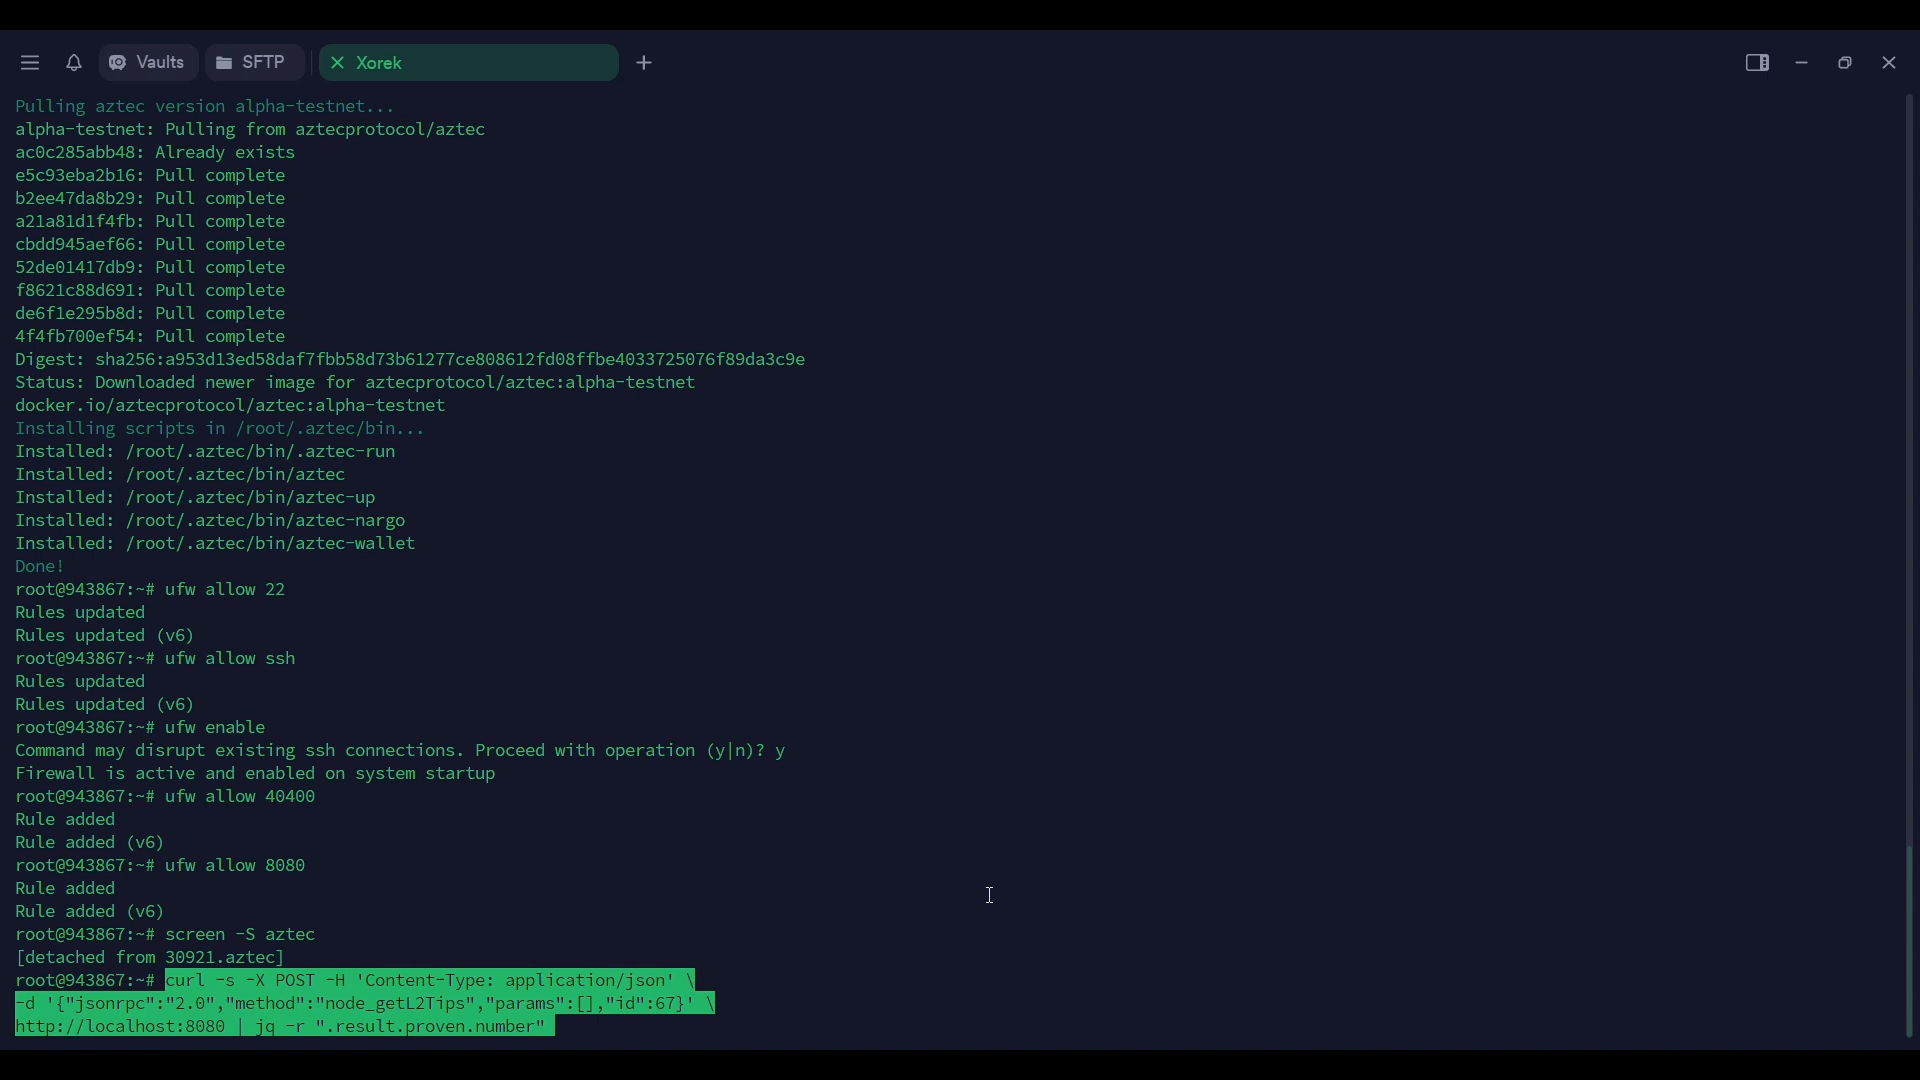 Vaults
SFTP
Xorek
Pulling aztec version alpha-testnet...
alpha-testnet: Pulling from aztecprotocol/aztec
ac0c285abb48: Already exists
e5c93eba2b16: Pull complete
b2ee47da8b29: Pull complete
a21a81d1f4fb: Pull complete
cbdd945aef66: Pull complete
52de01417db9: Pull complete
f8621c88d691: Pull complete
de6f1e295b8d: Pull complete
4f4fb700ef54: Pull complete
Digest: sha256:a953d13ed58daf7fbb58d73b61277ce808612fd08ffbe4033725076f89da3c9e
Status: Downloaded newer image for aztecprotocol/aztec:alpha-testnet
docker.io/aztecprotocol/aztec:alpha-testnet
Installing scripts in /root/.aztec/bin...
Installed: /root/.aztec/bin/.aztec-run
Installed: /root/.aztec/bin/aztec
Installed: /root/.aztec/bin/aztec-up
Installed: /root/.aztec/bin/aztec-nargo
Installed: /root/.aztec/bin/aztec-wallet
Done!
root@943867:~# ufw allow 22
Rules updated
Rules updated (v6)
root@943867:~# ufw allow ssh
Rules updated
Rules updated (v6)
root@943867:~# ufw enable
Command may disrupt existing ssh connections. Proceed with operation (y|n)? y
Firewall is active and enabled on system startup
root@943867:~# ufw allow 40400
Rule added
Rule added (v6)
root@943867:~# ufw allow 8080
Rule added
Rule added (v6)
root@943867:~# screen -S aztec
[detached from 30921.aztec]
root@943867:~# curl -s -X POST -H 'Content-Type: application/json' \
-d '{"jsonrpc":"2.0","method":"node_getL2Tips","params":[],"id":67}' \
http://localhost:8080 | jq -r ".result.proven.number"